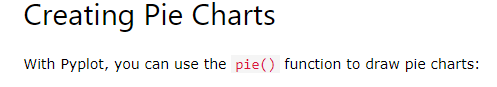 Creating Pie Charts
With Pyplot, you can use the pie() function to draw pie charts: